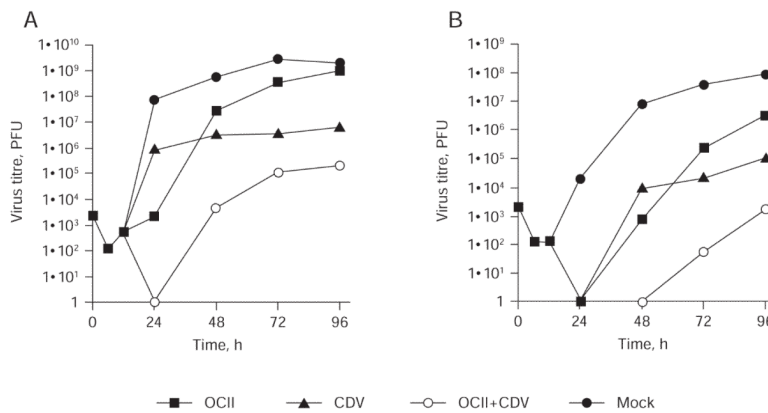 A
Virus titre, PFU
1•10¹⁰
1•10⁹
1•10⁸
1•10⁷
1•10⁶
1•10⁵
1•10⁴
1•10³
1•10²
1•10¹
1
0 24 48 72 96
Time, h
B
Virus titre, PFU
1•10⁹
1•10⁸
1•10⁷
1•10⁶
1•10⁵
1•10⁴
1•10³
1•10²
1•10¹
1
0 24 48 72 96
Time, h
OCII CDV OCII+CDV Mock